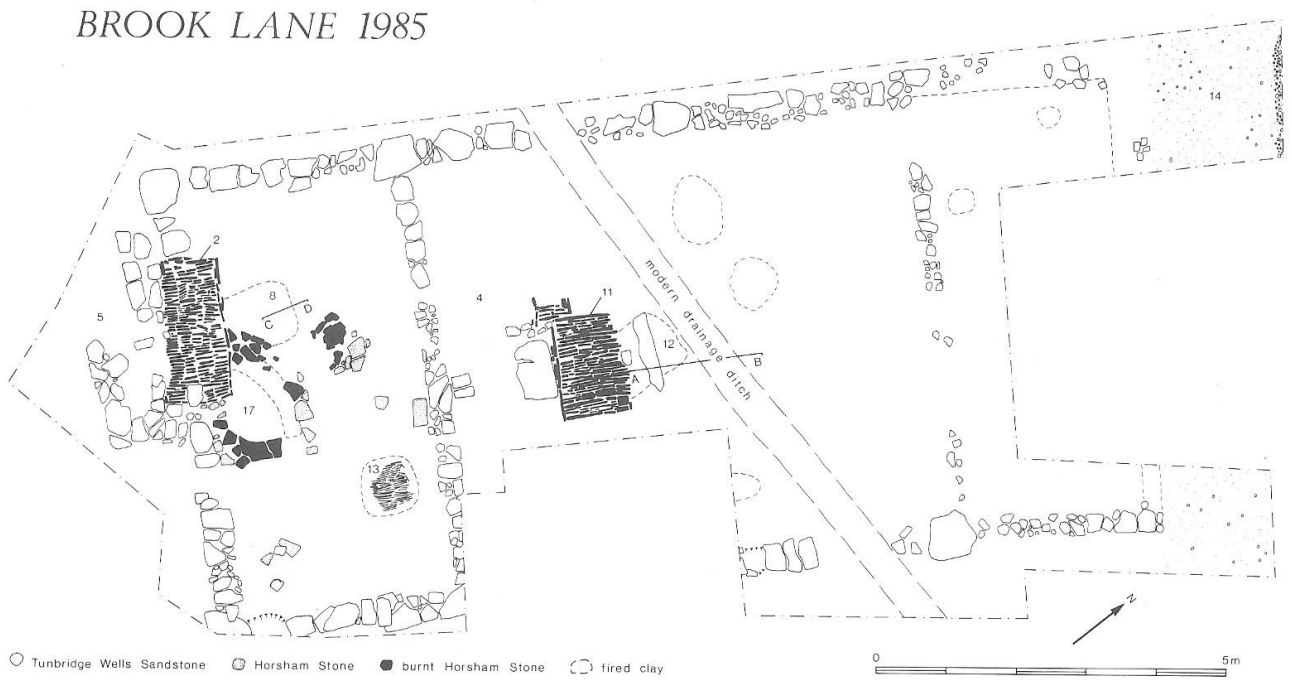 BROOK LANE 1985
14
2
8
D
C
5
4
11
12
A
B
modern drainage ditch
17
13
N
Tunbridge Wells Sandstone
Horsham Stone
burnt Horsham Stone
fired clay
0
5m